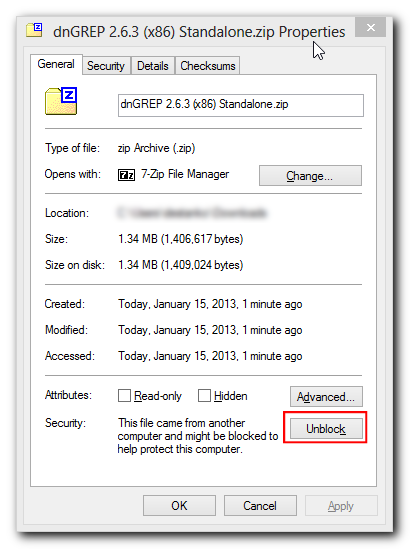 dnGREP 2.6.3 (x86) Standalone.zip Properties
General Security Details Checksums
dnGREP 2.6.3 (x86) Standalone.zip
Type of file: zip Archive (.zip)
Opens with: 7-Zip File Manager Change...
Location:
Size: 1.34 MB (1,406,617 bytes)
Size on disk: 1.34 MB (1,409,024 bytes)
Created: Today, January 15, 2013, 1 minute ago
Modified: Today, January 15, 2013, 1 minute ago
Accessed: Today, January 15, 2013, 1 minute ago
Attributes: Read-only Hidden Advanced...
Security: This file came from another
computer and might be blocked to Unblock
help protect this computer.
OK Cancel Apply